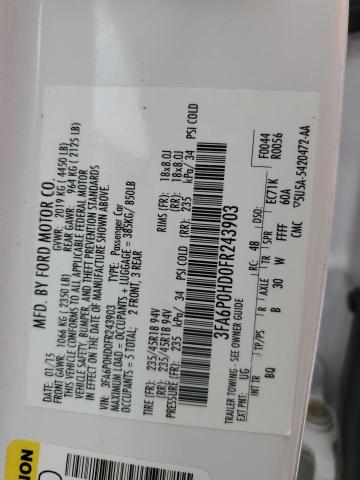 MFD. BY FORD MOTOR CO.
DATE: 01/15 GVWR: 2019 KG ( 4450 LB)
FRONT GAWR: 1066 KG ( 2350 LB) REAR GAWR: 964 KG ( 2125 LB)
THIS VEHICLE CONFORMS TO ALL APPLICABLE FEDERAL MOTOR
VEHICLE SAFETY, BUMPER, AND THEFT PREVENTION STANDARDS
IN EFFECT ON THE DATE OF MANUFACTURE SHOWN ABOVE.
VIN: 3FA6P0HD0FR243903 TYPE: Passenger Car
MAXIMUM LOAD = OCCUPANTS + LUGGAGE = 385KG/ 850LB
OCCUPANTS = 5 TOTAL: 2 FRONT, 3 REAR
TIRE (FR): 235/45R18 94V RIMS (FR): 18x8.0J
(RR): 235/45R18 94V (RR): 18x8.0J
PRESSURE (FR): 235 kPa/ 34 PSI COLD (RR): 235 kPa/ 34 PSI COLD
3FA6P0HD0FR243903
TRAILER TOWING - SEE OWNER GUIDE
F0044
R0056
EXT PNT: UG RC: 48 DSO: EC71K
INT TR TP/PS R AXLE TR SPR 60A
BG B 30 W FFFF CMC 5U5A-5420472-AA
ION